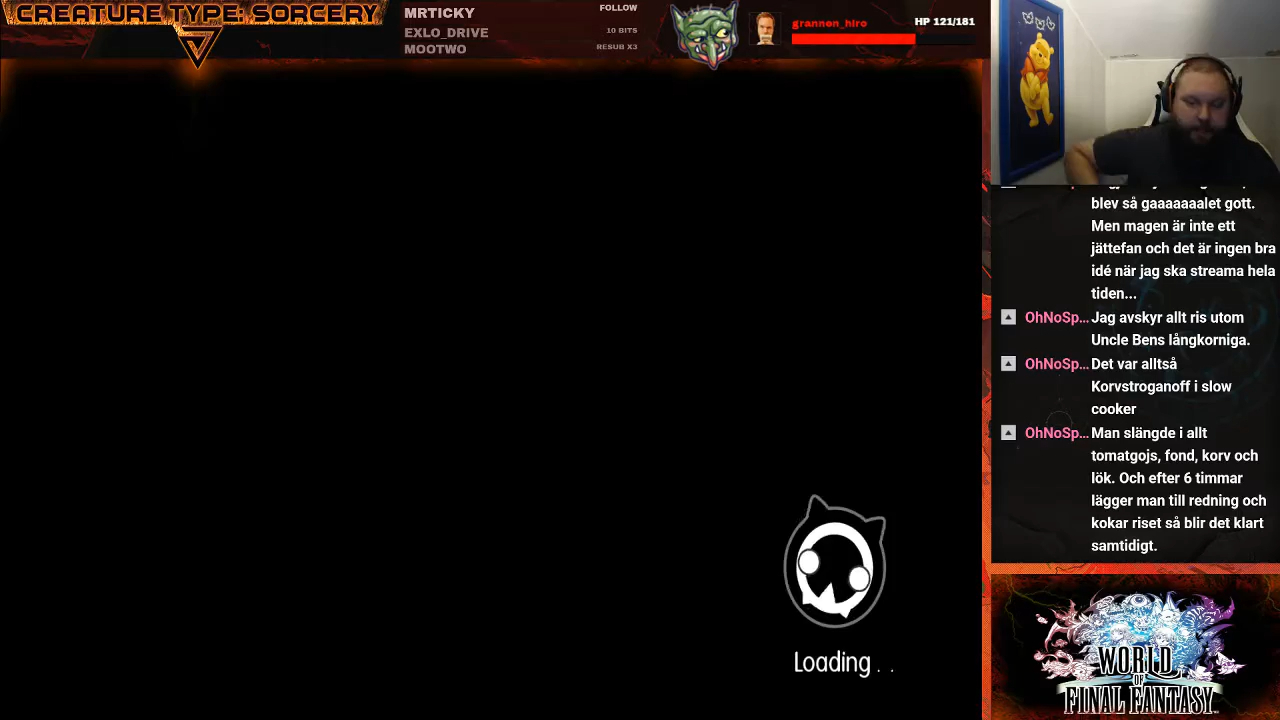 CREATURE TYPE: SORCERY
MRTICKY
FOLLOW
EXLO_DRIVE
10 BITS
MOOTWO
RESUB X3
grannen_hiro
HP 121/181
blev så gaaaaaaalet gott.
Men magen är inte ett
jättefan och det är ingen bra
idé när jag ska streama hela
tiden...
OhNoSp... Jag avskyr allt ris utom
Uncle Bens långkorniga.
OhNoSp... Det var alltså
Korvstroganoff i slow
cooker
OhNoSp... Man slängde i allt
tomatgojs, fond, korv och
lök. Och efter 6 timmar
lägger man till redning och
kokar riset så blir det klart
samtidigt.
Loading . .
WORLD
OF
FINAL FANTASY